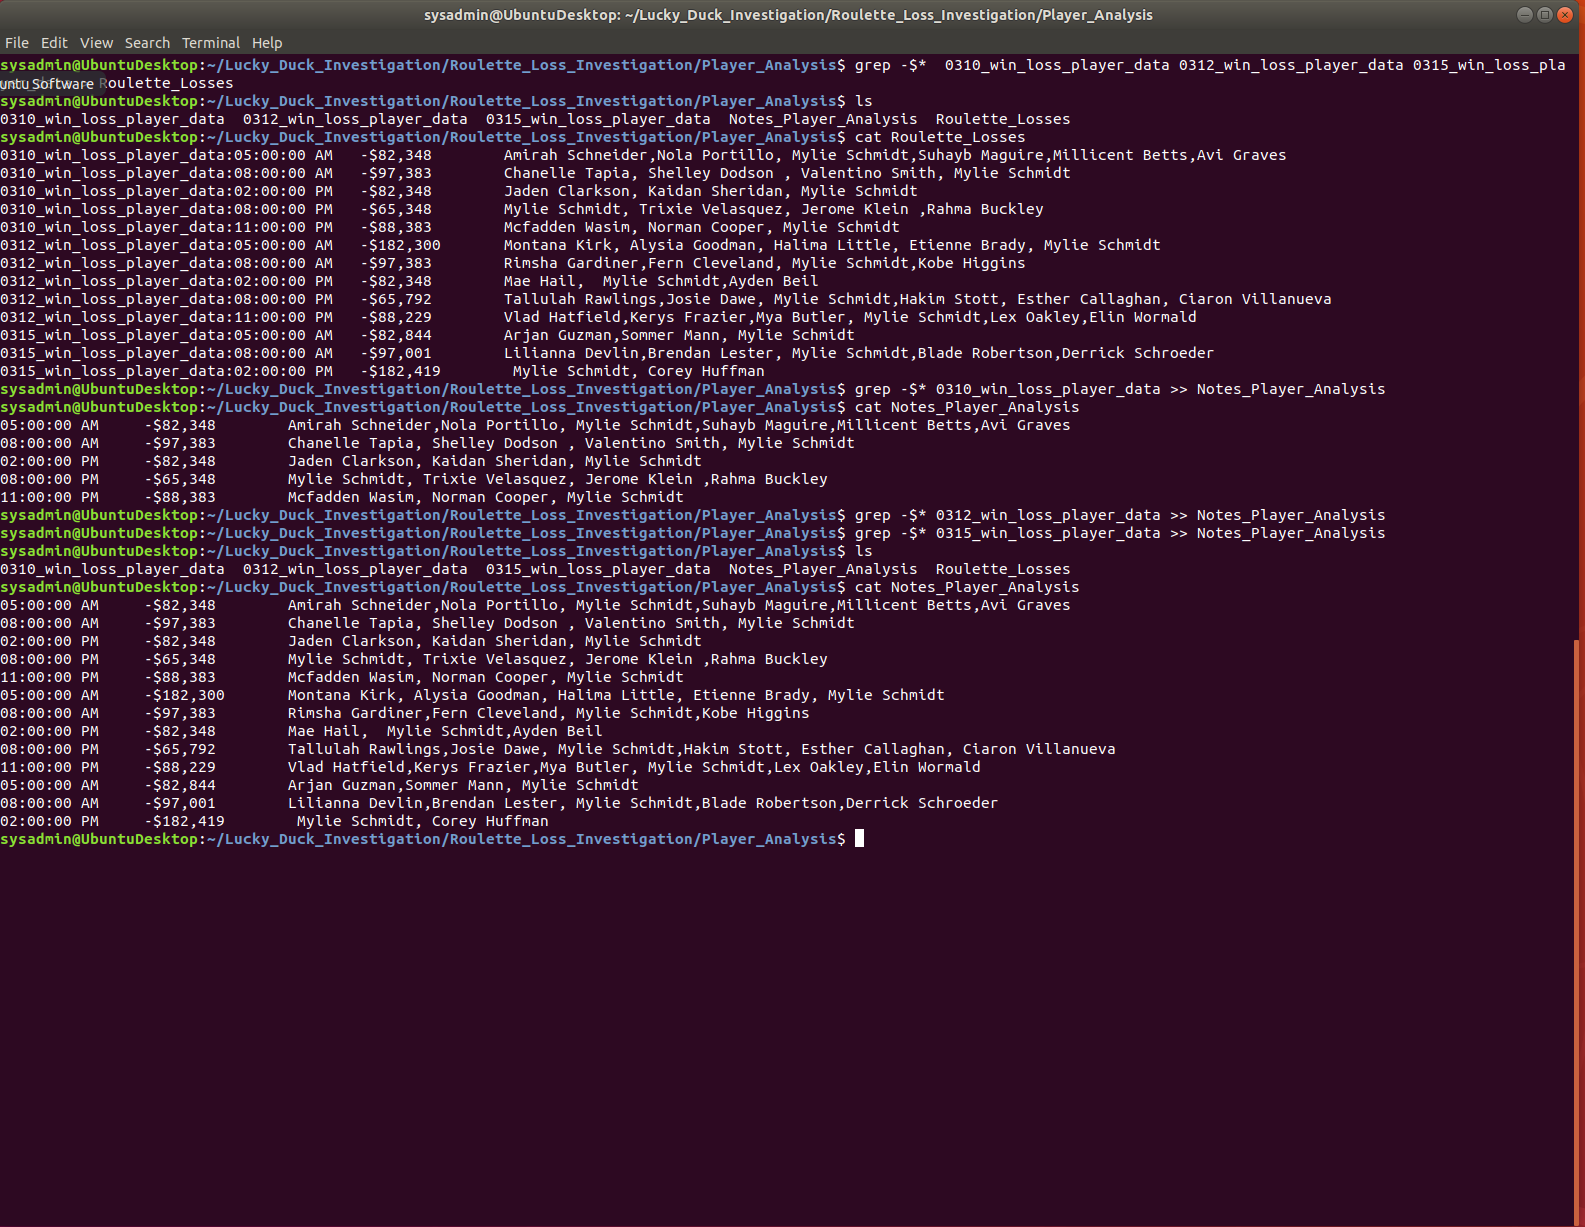 sysadmin@UbuntuDesktop: ~/Lucky_Duck_Investigation/Roulette_Loss_Investigation/Player_Analysis
File Edit View Search Terminal Help
sysadmin@UbuntuDesktop:~/Lucky_Duck_Investigation/Roulette_Loss_Investigation/Player_Analysis$ grep -$*  0310_win_loss_player_data 0312_win_loss_player_data 0315_win_loss_pla
untu Software Roulette_Losses
sysadmin@UbuntuDesktop:~/Lucky_Duck_Investigation/Roulette_Loss_Investigation/Player_Analysis$ ls
0310_win_loss_player_data  0312_win_loss_player_data  0315_win_loss_player_data  Notes_Player_Analysis  Roulette_Losses
sysadmin@UbuntuDesktop:~/Lucky_Duck_Investigation/Roulette_Loss_Investigation/Player_Analysis$ cat Roulette_Losses
0310_win_loss_player_data:05:00:00 AM   -$82,348        Amirah Schneider,Nola Portillo, Mylie Schmidt,Suhayb Maguire,Millicent Betts,Avi Graves
0310_win_loss_player_data:08:00:00 AM   -$97,383        Chanelle Tapia, Shelley Dodson , Valentino Smith, Mylie Schmidt
0310_win_loss_player_data:02:00:00 PM   -$82,348        Jaden Clarkson, Kaidan Sheridan, Mylie Schmidt
0310_win_loss_player_data:08:00:00 PM   -$65,348        Mylie Schmidt, Trixie Velasquez, Jerome Klein ,Rahma Buckley
0310_win_loss_player_data:11:00:00 PM   -$88,383        Mcfadden Wasim, Norman Cooper, Mylie Schmidt
0312_win_loss_player_data:05:00:00 AM   -$182,300       Montana Kirk, Alysia Goodman, Halima Little, Etienne Brady, Mylie Schmidt
0312_win_loss_player_data:08:00:00 AM   -$97,383        Rimsha Gardiner,Fern Cleveland, Mylie Schmidt,Kobe Higgins
0312_win_loss_player_data:02:00:00 PM   -$82,348        Mae Hail,  Mylie Schmidt,Ayden Beil
0312_win_loss_player_data:08:00:00 PM   -$65,792        Tallulah Rawlings,Josie Dawe, Mylie Schmidt,Hakim Stott, Esther Callaghan, Ciaron Villanueva
0312_win_loss_player_data:11:00:00 PM   -$88,229        Vlad Hatfield,Kerys Frazier,Mya Butler, Mylie Schmidt,Lex Oakley,Elin Wormald
0315_win_loss_player_data:05:00:00 AM   -$82,844        Arjan Guzman,Sommer Mann, Mylie Schmidt
0315_win_loss_player_data:08:00:00 AM   -$97,001        Lilianna Devlin,Brendan Lester, Mylie Schmidt,Blade Robertson,Derrick Schroeder
0315_win_loss_player_data:02:00:00 PM   -$182,419        Mylie Schmidt, Corey Huffman
sysadmin@UbuntuDesktop:~/Lucky_Duck_Investigation/Roulette_Loss_Investigation/Player_Analysis$ grep -$* 0310_win_loss_player_data >> Notes_Player_Analysis
sysadmin@UbuntuDesktop:~/Lucky_Duck_Investigation/Roulette_Loss_Investigation/Player_Analysis$ cat Notes_Player_Analysis
05:00:00 AM     -$82,348        Amirah Schneider,Nola Portillo, Mylie Schmidt,Suhayb Maguire,Millicent Betts,Avi Graves
08:00:00 AM     -$97,383        Chanelle Tapia, Shelley Dodson , Valentino Smith, Mylie Schmidt
02:00:00 PM     -$82,348        Jaden Clarkson, Kaidan Sheridan, Mylie Schmidt
08:00:00 PM     -$65,348        Mylie Schmidt, Trixie Velasquez, Jerome Klein ,Rahma Buckley
11:00:00 PM     -$88,383        Mcfadden Wasim, Norman Cooper, Mylie Schmidt
sysadmin@UbuntuDesktop:~/Lucky_Duck_Investigation/Roulette_Loss_Investigation/Player_Analysis$ grep -$* 0312_win_loss_player_data >> Notes_Player_Analysis
sysadmin@UbuntuDesktop:~/Lucky_Duck_Investigation/Roulette_Loss_Investigation/Player_Analysis$ grep -$* 0315_win_loss_player_data >> Notes_Player_Analysis
sysadmin@UbuntuDesktop:~/Lucky_Duck_Investigation/Roulette_Loss_Investigation/Player_Analysis$ ls
0310_win_loss_player_data  0312_win_loss_player_data  0315_win_loss_player_data  Notes_Player_Analysis  Roulette_Losses
sysadmin@UbuntuDesktop:~/Lucky_Duck_Investigation/Roulette_Loss_Investigation/Player_Analysis$ cat Notes_Player_Analysis
05:00:00 AM     -$82,348        Amirah Schneider,Nola Portillo, Mylie Schmidt,Suhayb Maguire,Millicent Betts,Avi Graves
08:00:00 AM     -$97,383        Chanelle Tapia, Shelley Dodson , Valentino Smith, Mylie Schmidt
02:00:00 PM     -$82,348        Jaden Clarkson, Kaidan Sheridan, Mylie Schmidt
08:00:00 PM     -$65,348        Mylie Schmidt, Trixie Velasquez, Jerome Klein ,Rahma Buckley
11:00:00 PM     -$88,383        Mcfadden Wasim, Norman Cooper, Mylie Schmidt
05:00:00 AM     -$182,300       Montana Kirk, Alysia Goodman, Halima Little, Etienne Brady, Mylie Schmidt
08:00:00 AM     -$97,383        Rimsha Gardiner,Fern Cleveland, Mylie Schmidt,Kobe Higgins
02:00:00 PM     -$82,348        Mae Hail,  Mylie Schmidt,Ayden Beil
08:00:00 PM     -$65,792        Tallulah Rawlings,Josie Dawe, Mylie Schmidt,Hakim Stott, Esther Callaghan, Ciaron Villanueva
11:00:00 PM     -$88,229        Vlad Hatfield,Kerys Frazier,Mya Butler, Mylie Schmidt,Lex Oakley,Elin Wormald
05:00:00 AM     -$82,844        Arjan Guzman,Sommer Mann, Mylie Schmidt
08:00:00 AM     -$97,001        Lilianna Devlin,Brendan Lester, Mylie Schmidt,Blade Robertson,Derrick Schroeder
02:00:00 PM     -$182,419        Mylie Schmidt, Corey Huffman
sysadmin@UbuntuDesktop:~/Lucky_Duck_Investigation/Roulette_Loss_Investigation/Player_Analysis$